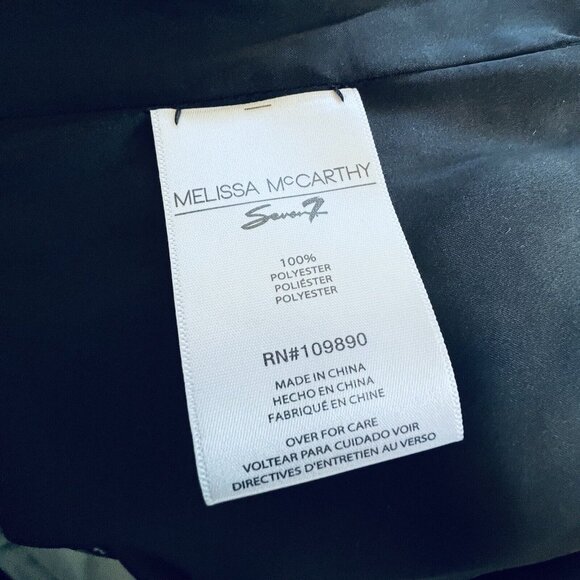 MELISSA McCARTHY
Seven7
100%
POLYESTER
POLIÉSTER
POLYESTER
RN#109890
MADE IN CHINA
HECHO EN CHINA
FABRIQUÉ EN CHINE
OVER FOR CARE
VOLTEAR PARA CUIDADO VOIR
DIRECTIVES D'ENTRETIEN AU VERSO